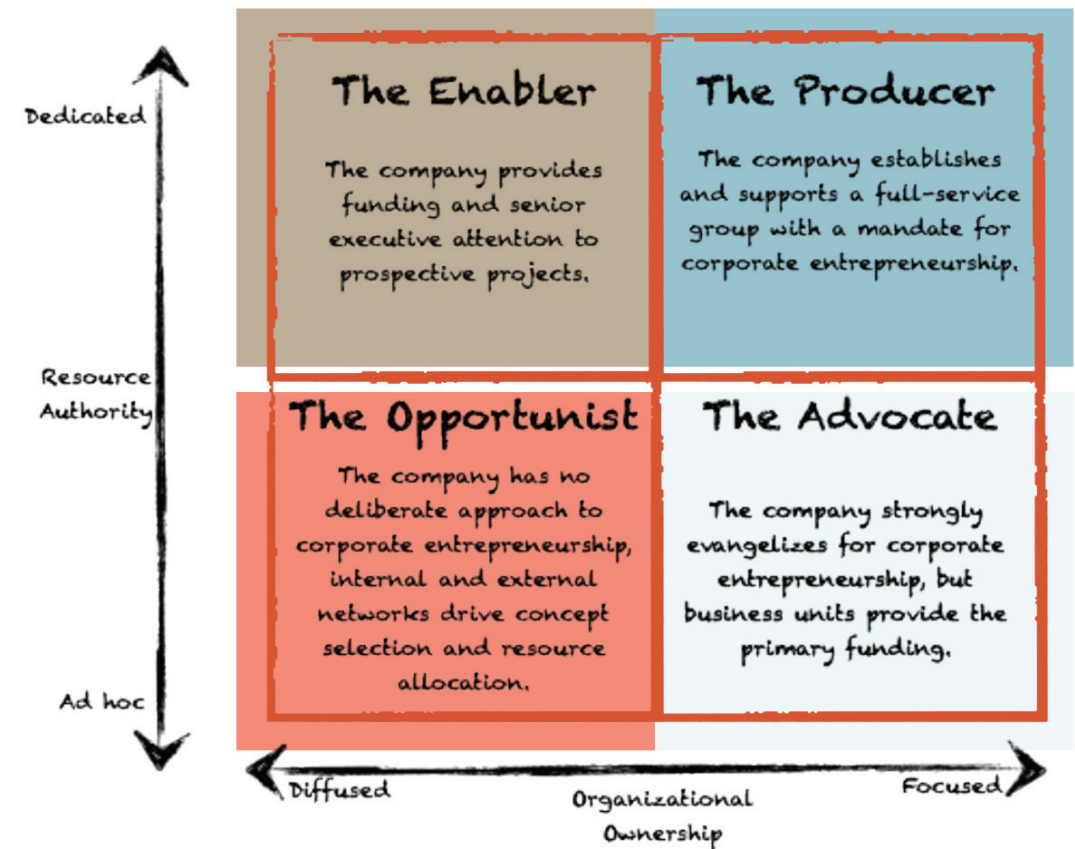 Dedicated
Resource
Authority
Ad hoc
The Enabler
The company provides
funding and senior
executive attention to
prospective projects.
The Producer
The company establishes
and supports a full-service
group with a mandate for
corporate entrepreneurship.
The Opportunist
The company has no
deliberate approach to
corporate entrepreneurship,
internal and external
networks drive concept
selection and resource
allocation.
The Advocate
The company strongly
evangelizes for corporate
entrepreneurship, but
business units provide the
primary funding.
Diffused
Organizational
Ownership
Focused